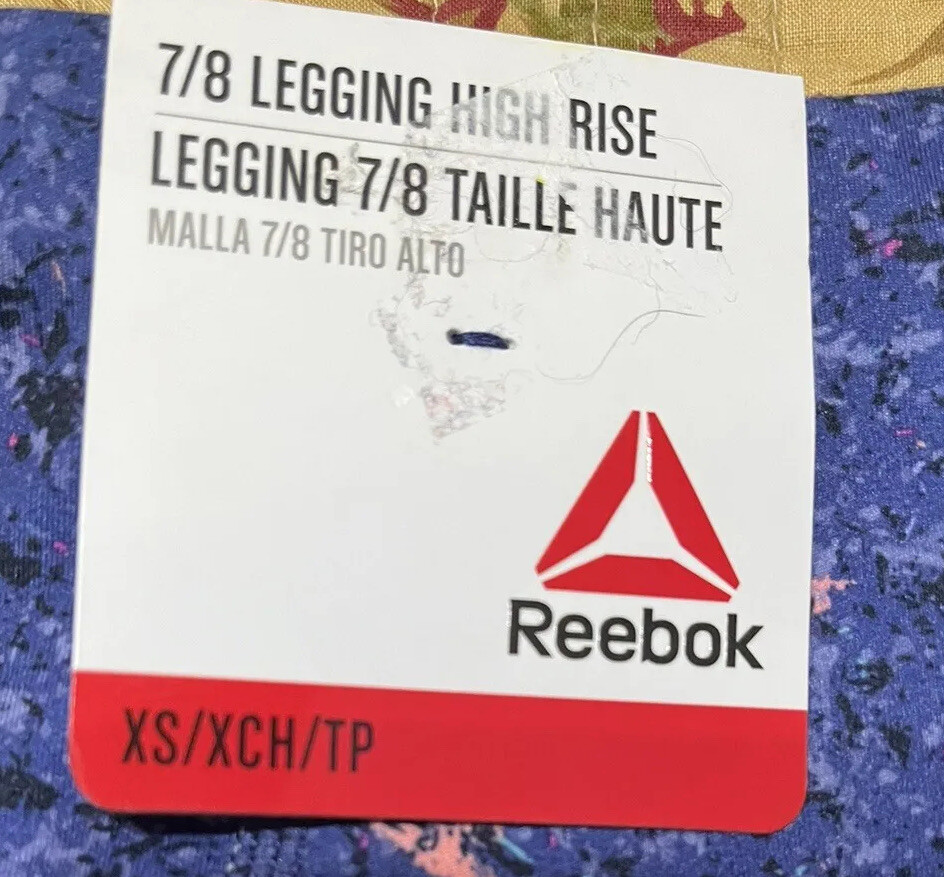 7/8 LEGGING HIGH RISE
LEGGING 7/8 TAILLE HAUTE
MALLA 7/8 TIRO ALTO
Reebok
XS/XCH/TP